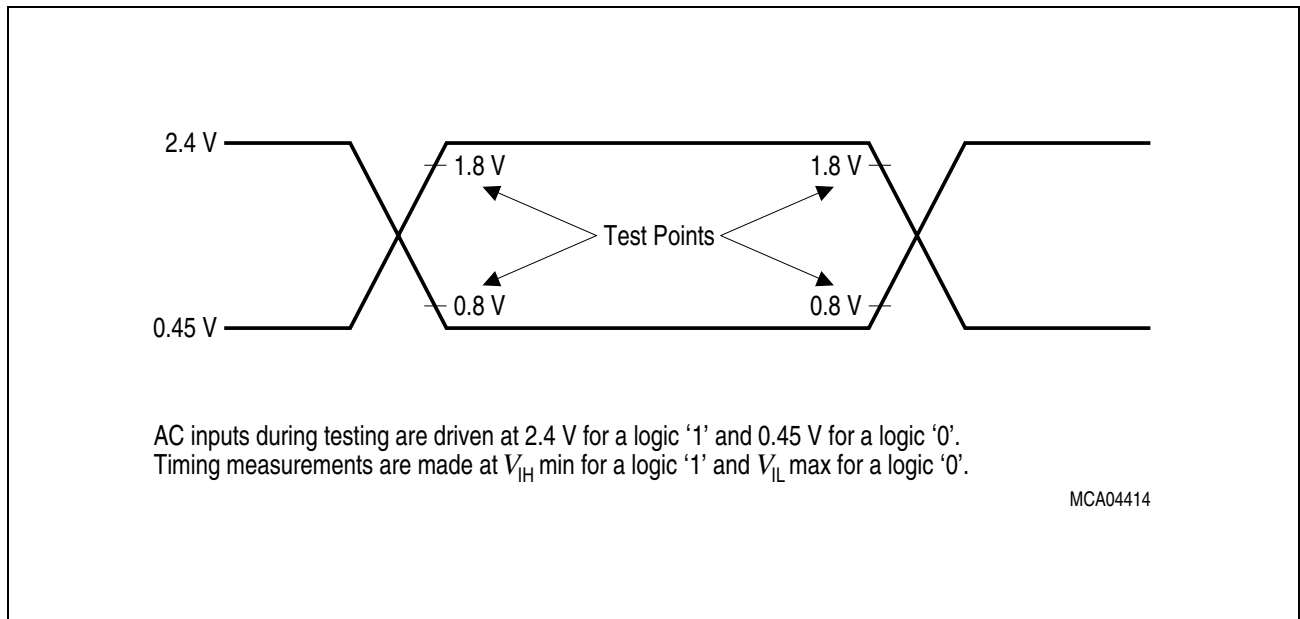 2.4 V
1.8 V 1.8 V
Test Points
0.8 V 0.8 V
0.45 V
AC inputs during testing are driven at 2.4 V for a logic ‘1’ and 0.45 V for a logic ‘0’.
Timing measurements are made at VIH min for a logic ‘1’ and VIL max for a logic ‘0’.
MCA04414